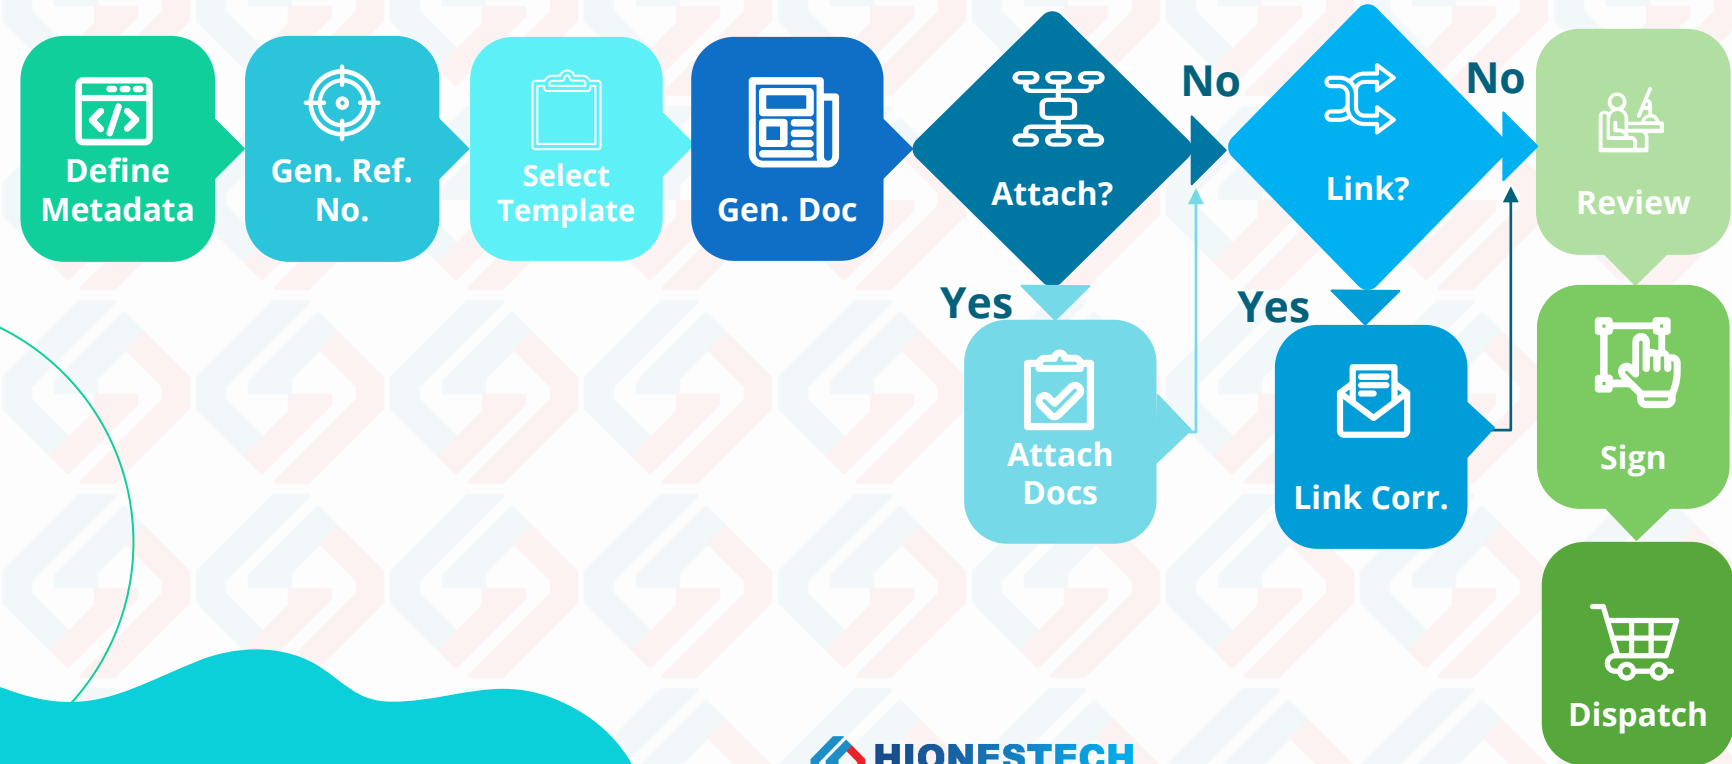 Define
Metadata
Gen. Ref.
No.
Select
Template
Gen. Doc
Attach?
No
Link?
No
Review
Yes
Attach
Docs
Yes
Link Corr.
Sign
Dispatch
HIONESTECH